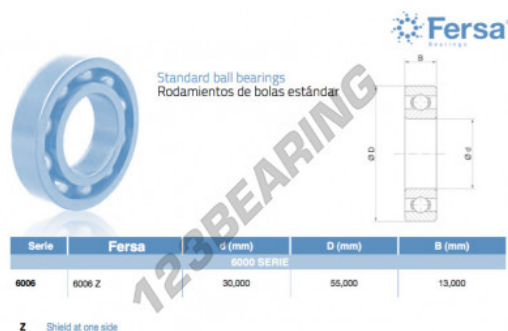 Fersa
Bearings
Standard ball bearings
Rodamientos de bolas estándar
B
Ø D
Ø d
123BEARING
Serie Fersa d (mm) D (mm) B (mm)
6000 SERIE
6006 6006 Z 30,000 55,000 13,000
Z Shield at one side